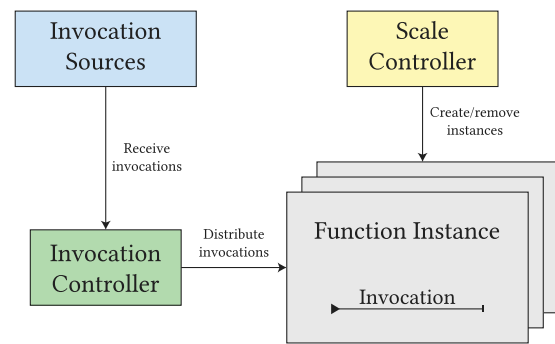 Invocation
Sources
Scale
Controller
Receive
invocations
Create/remove
instances
Invocation
Controller
Distribute
invocations
Function Instance
Invocation